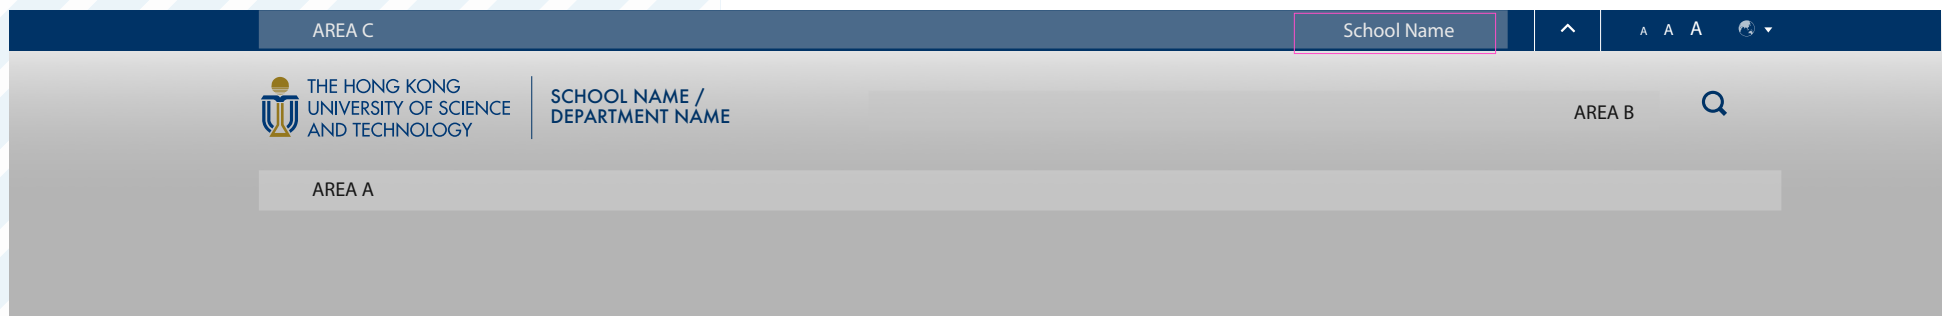 AREA C
School Name
A A A
THE HONG KONG
UNIVERSITY OF SCIENCE
AND TECHNOLOGY
SCHOOL NAME /
DEPARTMENT NAME
AREA B
AREA A